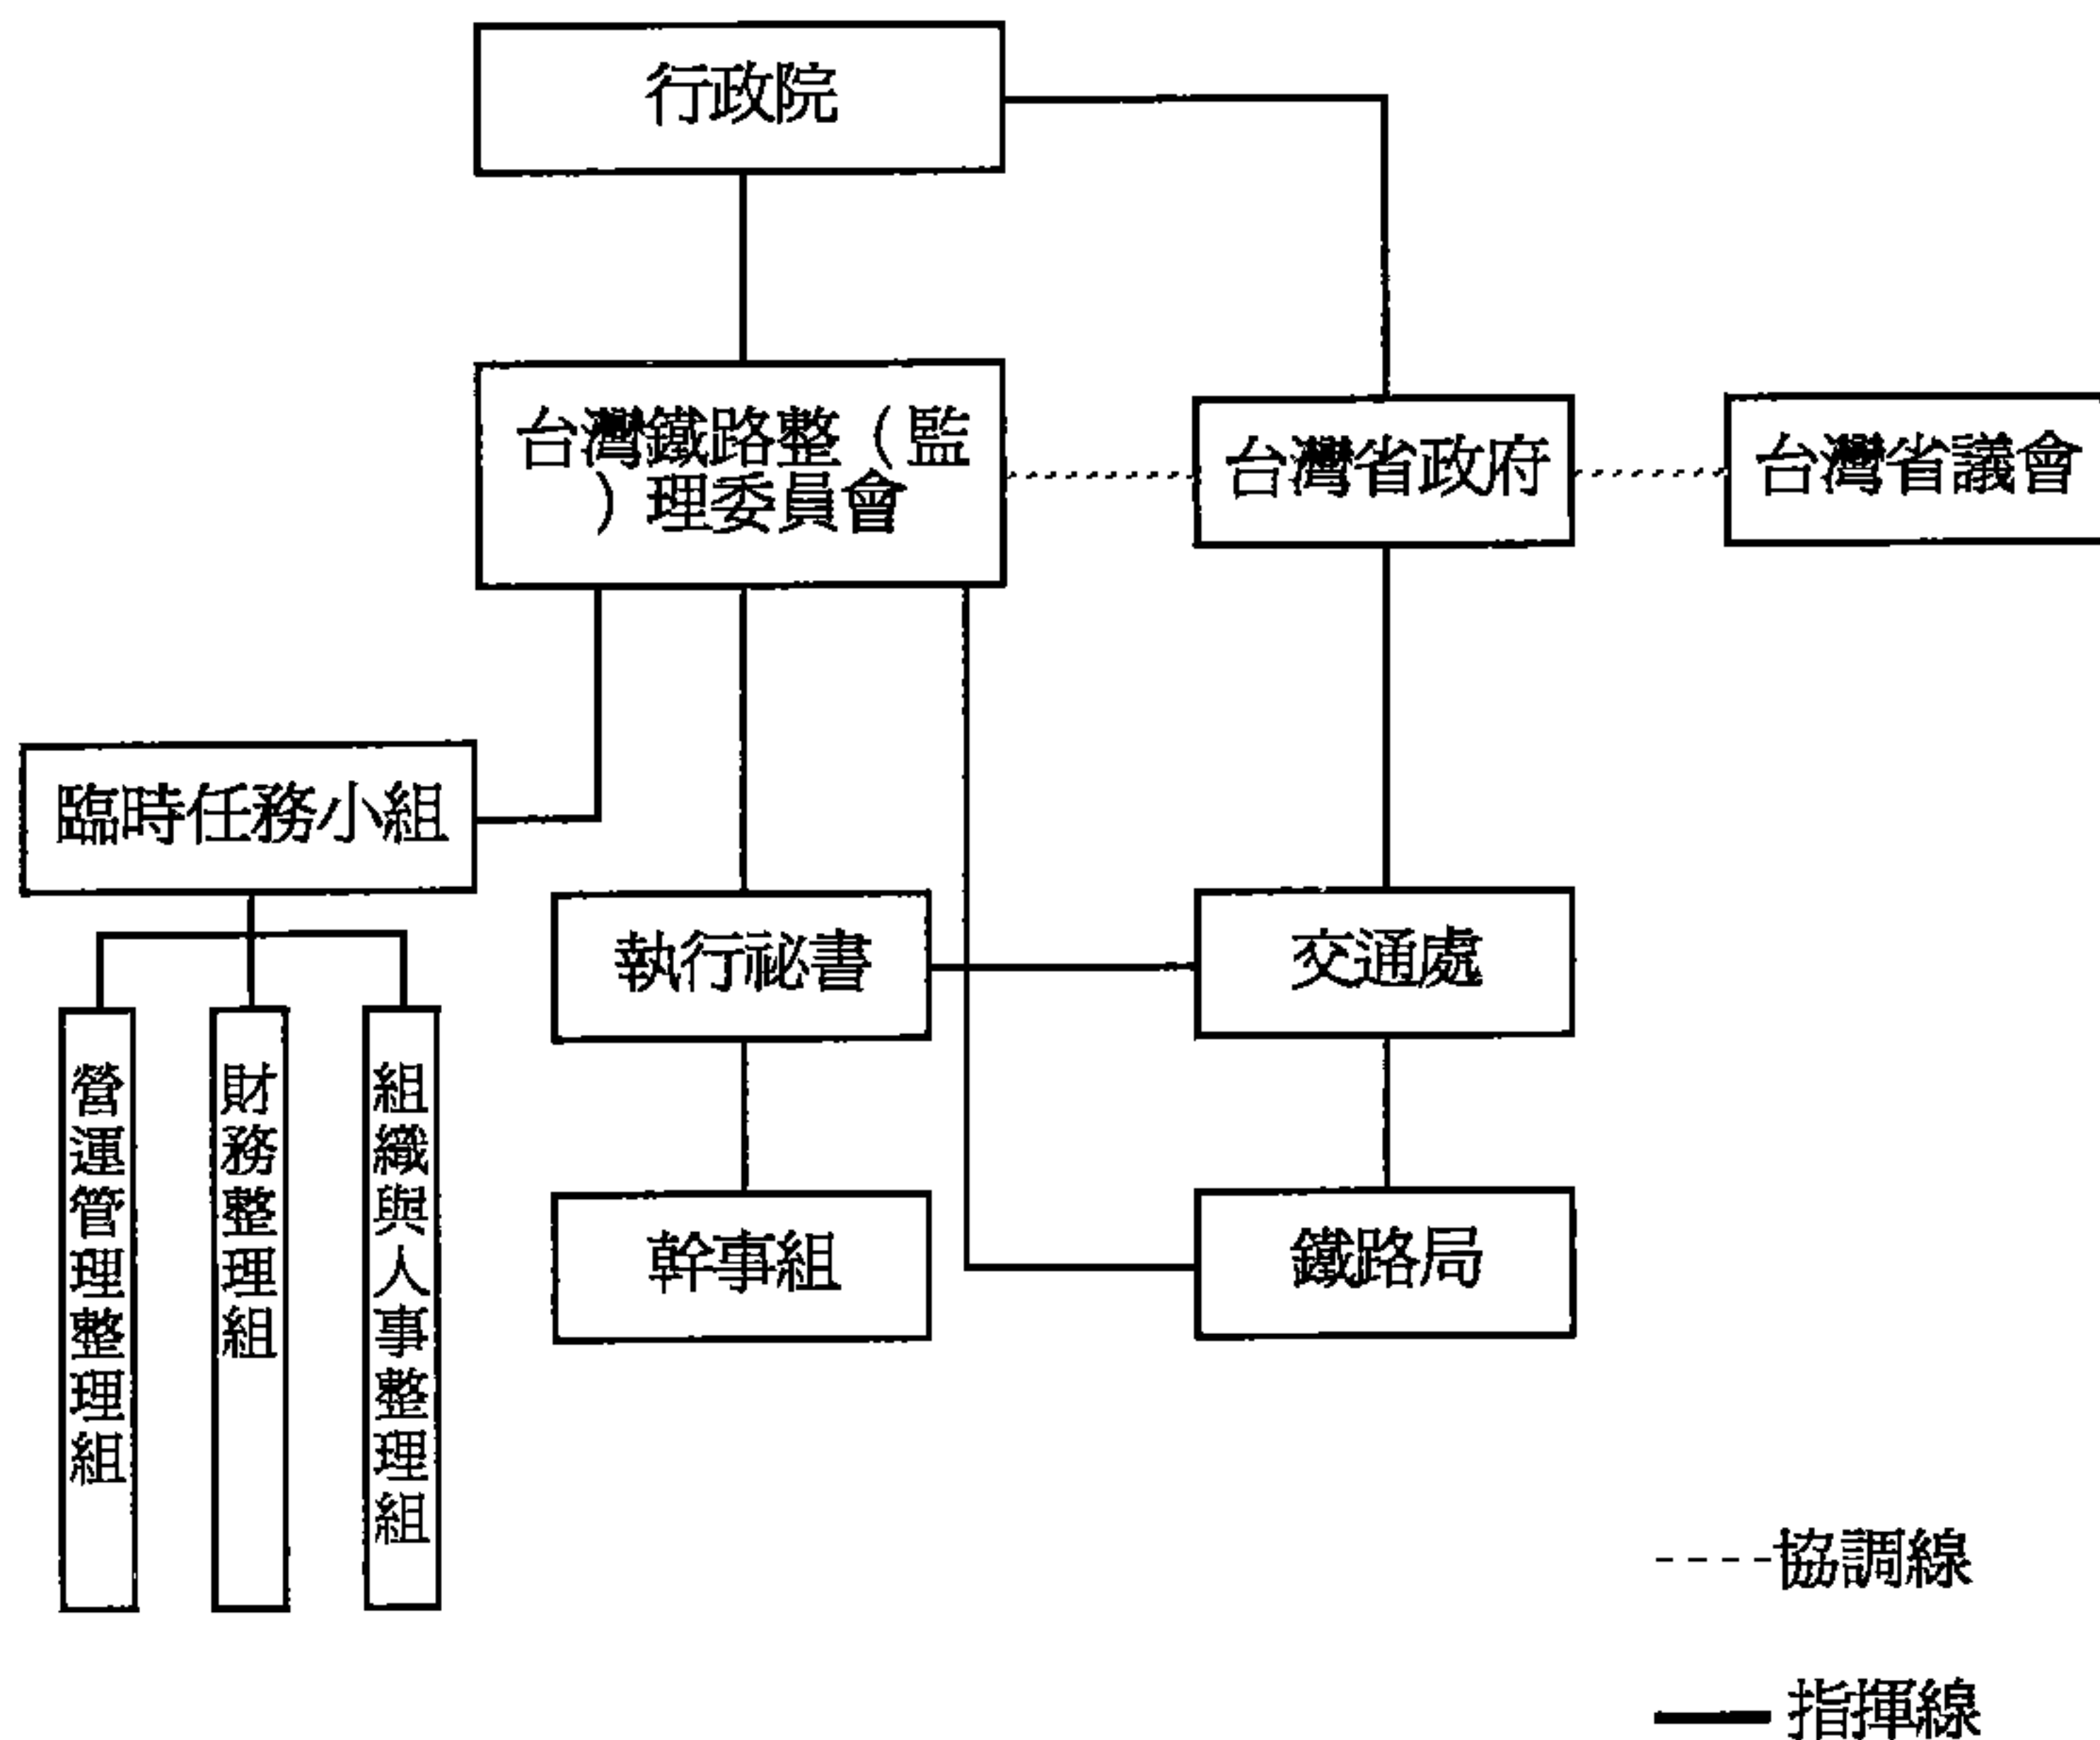 行政院
台灣鐵路整（監
）理委員會
台灣省政府
台灣省議會
臨時任務小組
執行祕書
交通處
營運管理整理組
財務整理組
組織與人事整理組
幹事組
鐵路局
協調線
指揮線